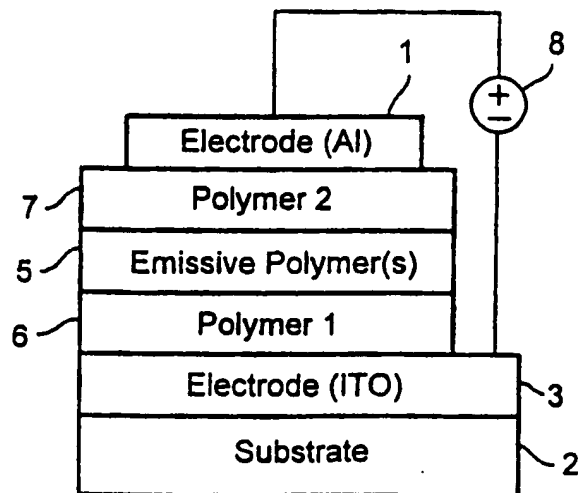 1
8
+
−
Electrode (Al)
7
Polymer 2
5
Emissive Polymer(s)
6
Polymer 1
Electrode (ITO)
3
Substrate
2